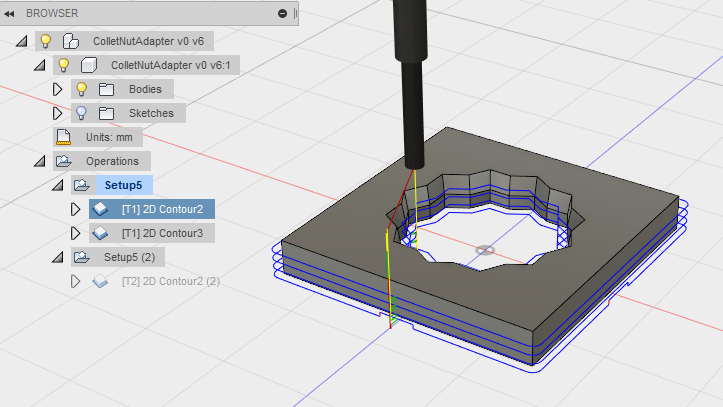 BROWSER
ColletNutAdapter v0 v6
ColletNutAdapter v0 v6:1
Bodies
Sketches
Units: mm
Operations
Setup5
[T1] 2D Contour2
[T1] 2D Contour3
Setup5 (2)
[T2] 2D Contour2 (2)